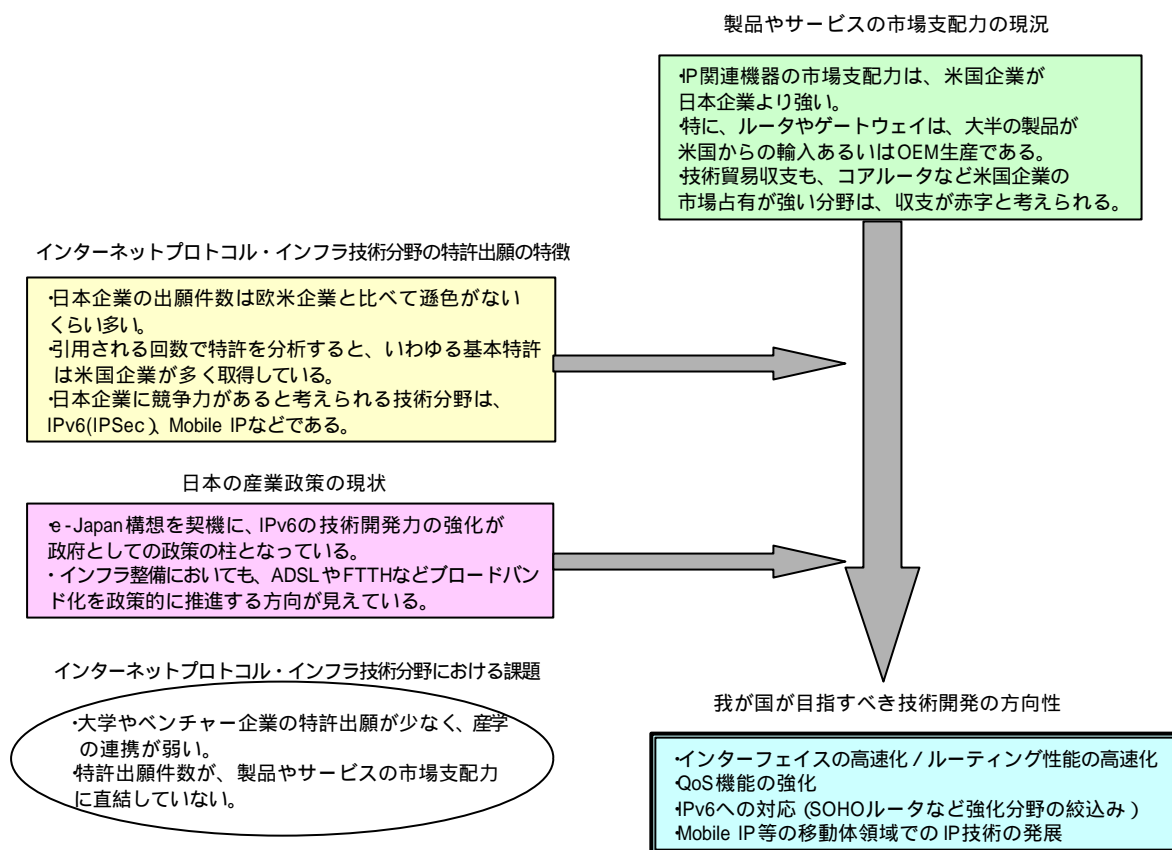 製品やサービスの市場支配力の現況
・IP関連機器の市場支配力は、米国企業が
日本企業より強い。
・特に、ルータやゲートウェイは、大半の製品が
米国からの輸入あるいはOEM生産である。
・技術貿易収支も、コアルータなど米国企業の
市場占有が強い分野は、収支が赤字と考えられる。
インターネットプロトコル・インフラ技術分野の特許出願の特徴
・日本企業の出願件数は欧米企業と比べて遜色がない
くらい多い。
・引用される回数で特許を分析すると、いわゆる基本特許
は米国企業が多く取得している。
・日本企業に競争力があると考えられる技術分野は、
IPv6(IPSec)、Mobile IPなどである。
日本の産業政策の現状
・e-Japan構想を契機に、IPv6の技術開発力の強化が
政府としての政策の柱となっている。
・インフラ整備においても、ADSLやFTTHなどブロードバン
ド化を政策的に推進する方向が見えている。
インターネットプロトコル・インフラ技術分野における課題
・大学やベンチャー企業の特許出願が少なく、産学
の連携が弱い。
・特許出願件数が、製品やサービスの市場支配力
に直結していない。
我が国が目指すべき技術開発の方向性
・インターフェイスの高速化/ルーティング性能の高速化
・QoS機能の強化
・IPv6への対応(SOHOルータなど強化分野の絞込み)
・Mobile IP等の移動体領域でのIP技術の発展